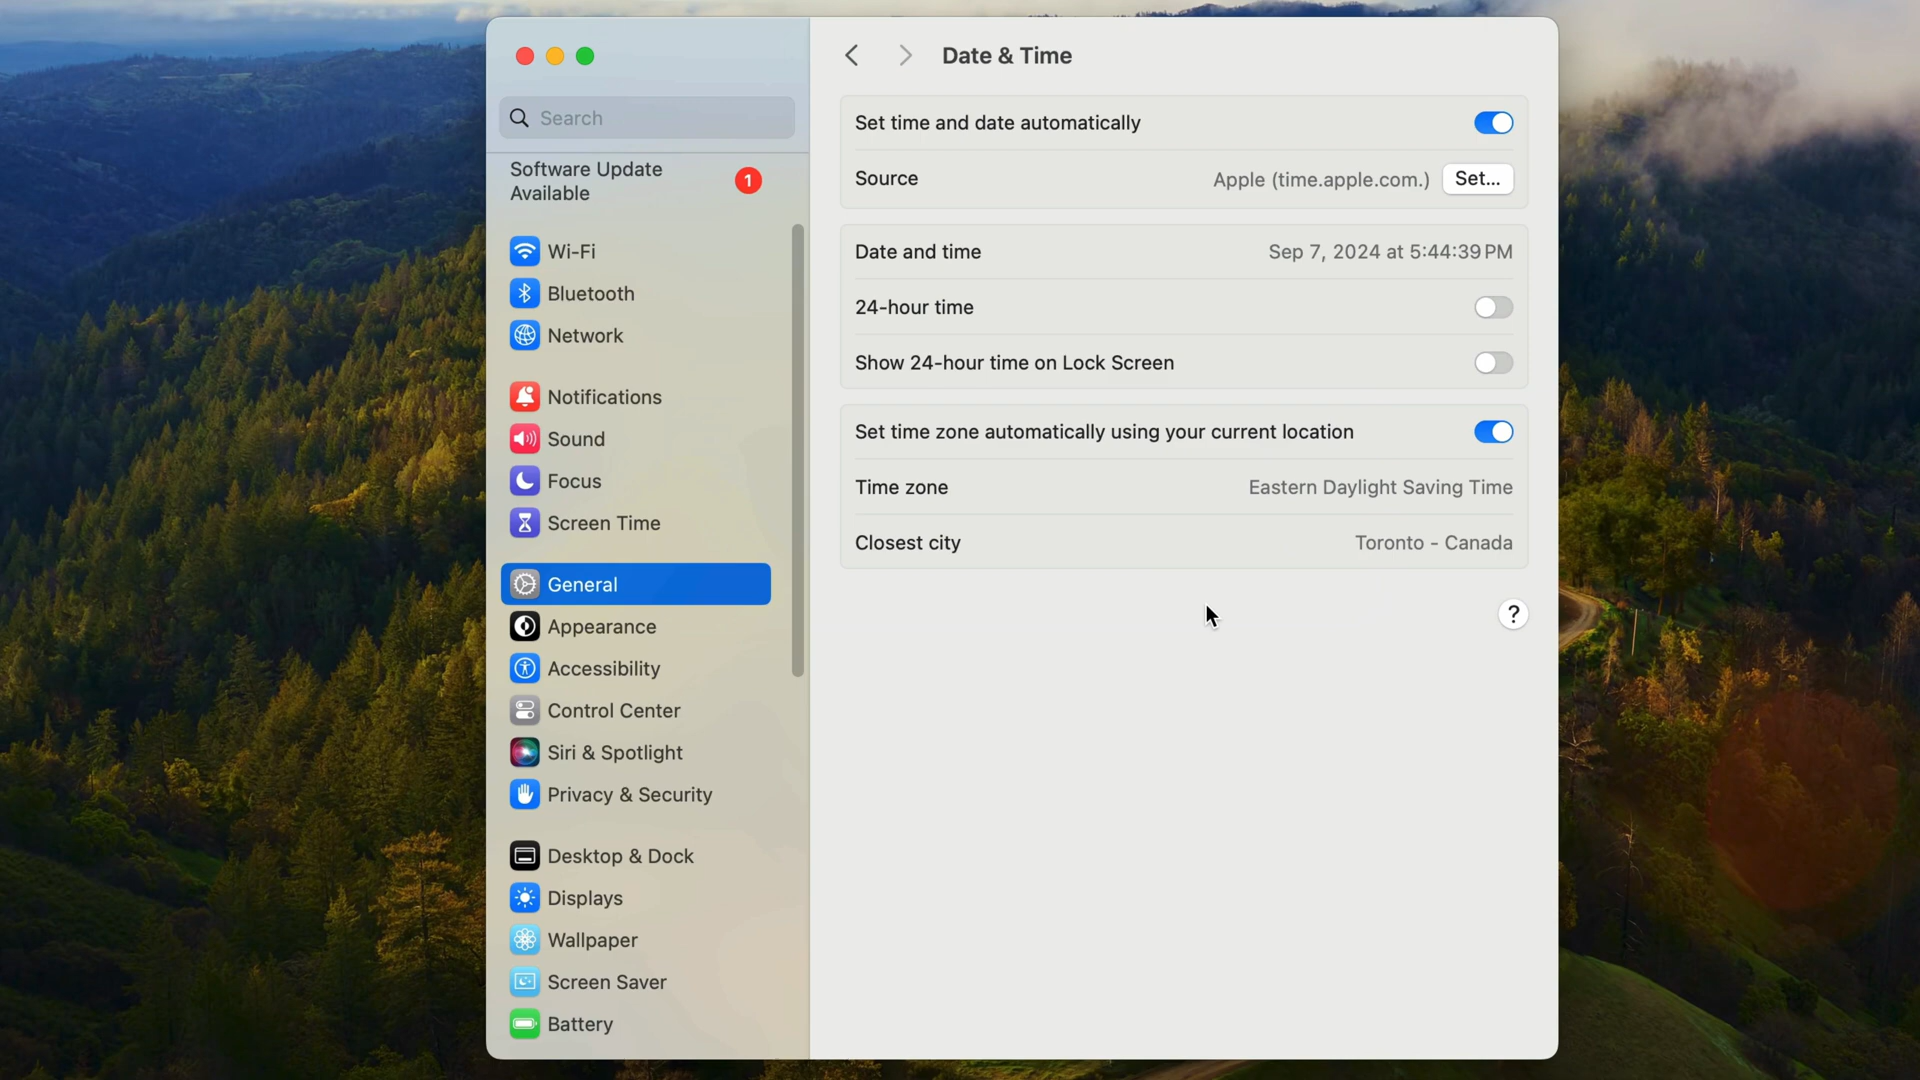 Search
Software Update
Available
1
Wi-Fi
Bluetooth
Network
Notifications
Sound
Focus
Screen Time
General
Appearance
Accessibility
Control Center
Siri & Spotlight
Privacy & Security
Desktop & Dock
Displays
Wallpaper
Screen Saver
Battery
Date & Time
Set time and date automatically
Source Apple (time.apple.com.) Set...
Date and time Sep 7, 2024 at 5:44:39 PM
24-hour time
Show 24-hour time on Lock Screen
Set time zone automatically using your current location
Time zone Eastern Daylight Saving Time
Closest city Toronto - Canada
?